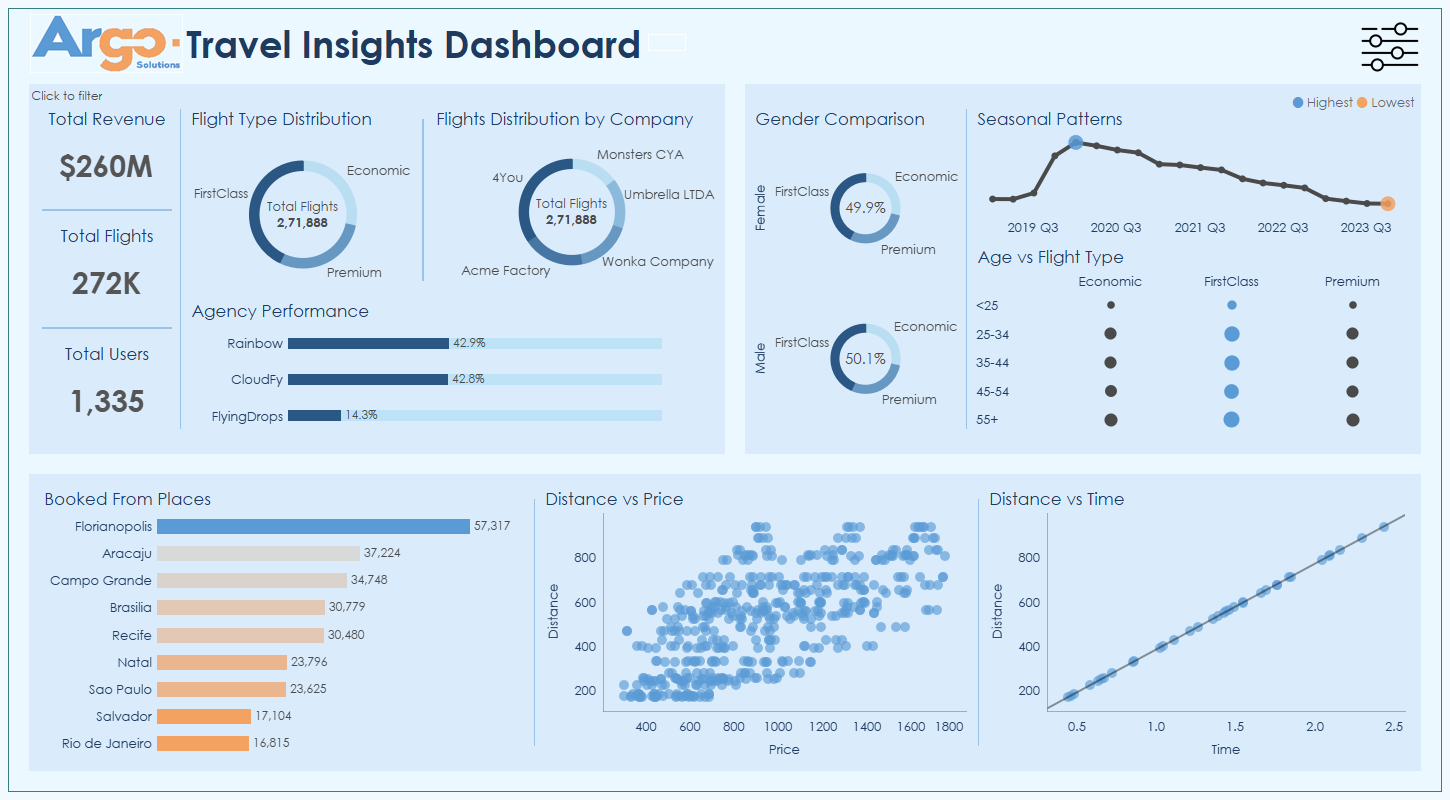 Argo
Solutions
Travel Insights Dashboard
Click to filter
Total Revenue
$260M
Total Flights
272K
Total Users
1,335
Flight Type Distribution
Economic
FirstClass
Total Flights
2,71,888
Premium
Flights Distribution by Company
Monsters CYA
4You
Umbrella LTDA
Total Flights
2,71,888
Wonka Company
Acme Factory
Agency Performance
Rainbow 42.9%
CloudFy 42.8%
FlyingDrops 14.3%
Gender Comparison
Female
Economic
FirstClass
49.9%
Premium
Male
Economic
FirstClass
50.1%
Premium
Highest Lowest
Seasonal Patterns
2019 Q3 2020 Q3 2021 Q3 2022 Q3 2023 Q3
Age vs Flight Type
Economic FirstClass Premium
<25
25-34
35-44
45-54
55+
Booked From Places
Florianopolis 57,317
Aracaju 37,224
Campo Grande 34,748
Brasilia 30,779
Recife 30,480
Natal 23,796
Sao Paulo 23,625
Salvador 17,104
Rio de Janeiro 16,815
Distance vs Price
Distance
800
600
400
200
400 600 800 1000 1200 1400 1600 1800
Price
Distance vs Time
Distance
800
600
400
200
0.5 1.0 1.5 2.0 2.5
Time